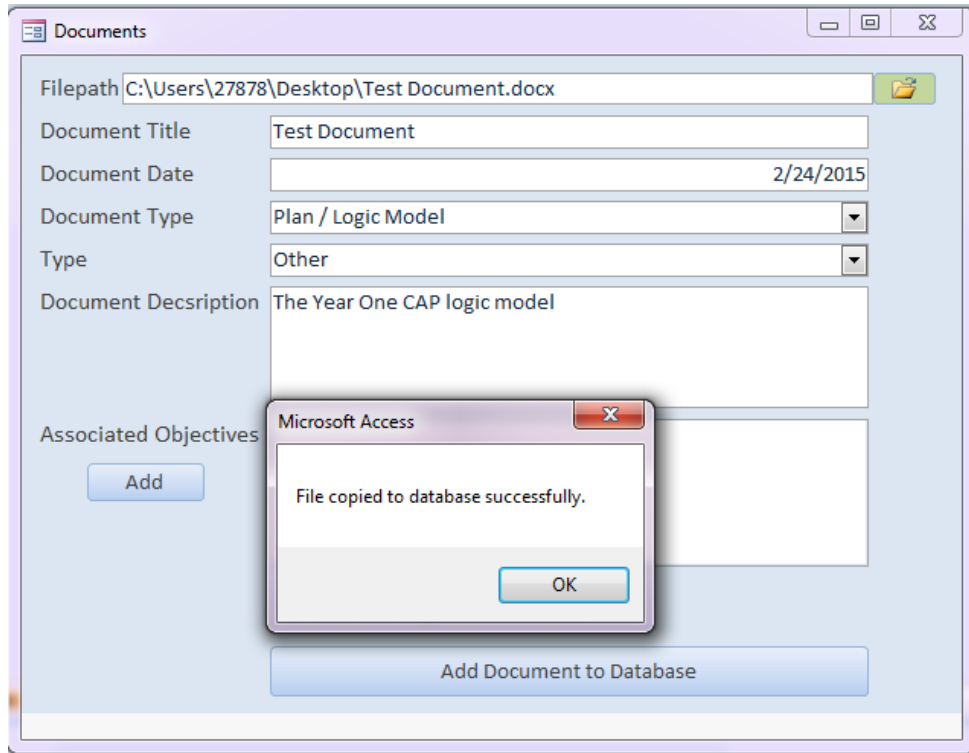 Documents
Filepath C:\Users\27878\Desktop\Test Document.docx
Document Title Test Document
Document Date 2/24/2015
Document Type Plan / Logic Model
Type Other
Document Decsription The Year One CAP logic model
Associated Objectives
Add
Microsoft Access
File copied to database successfully.
OK
Add Document to Database